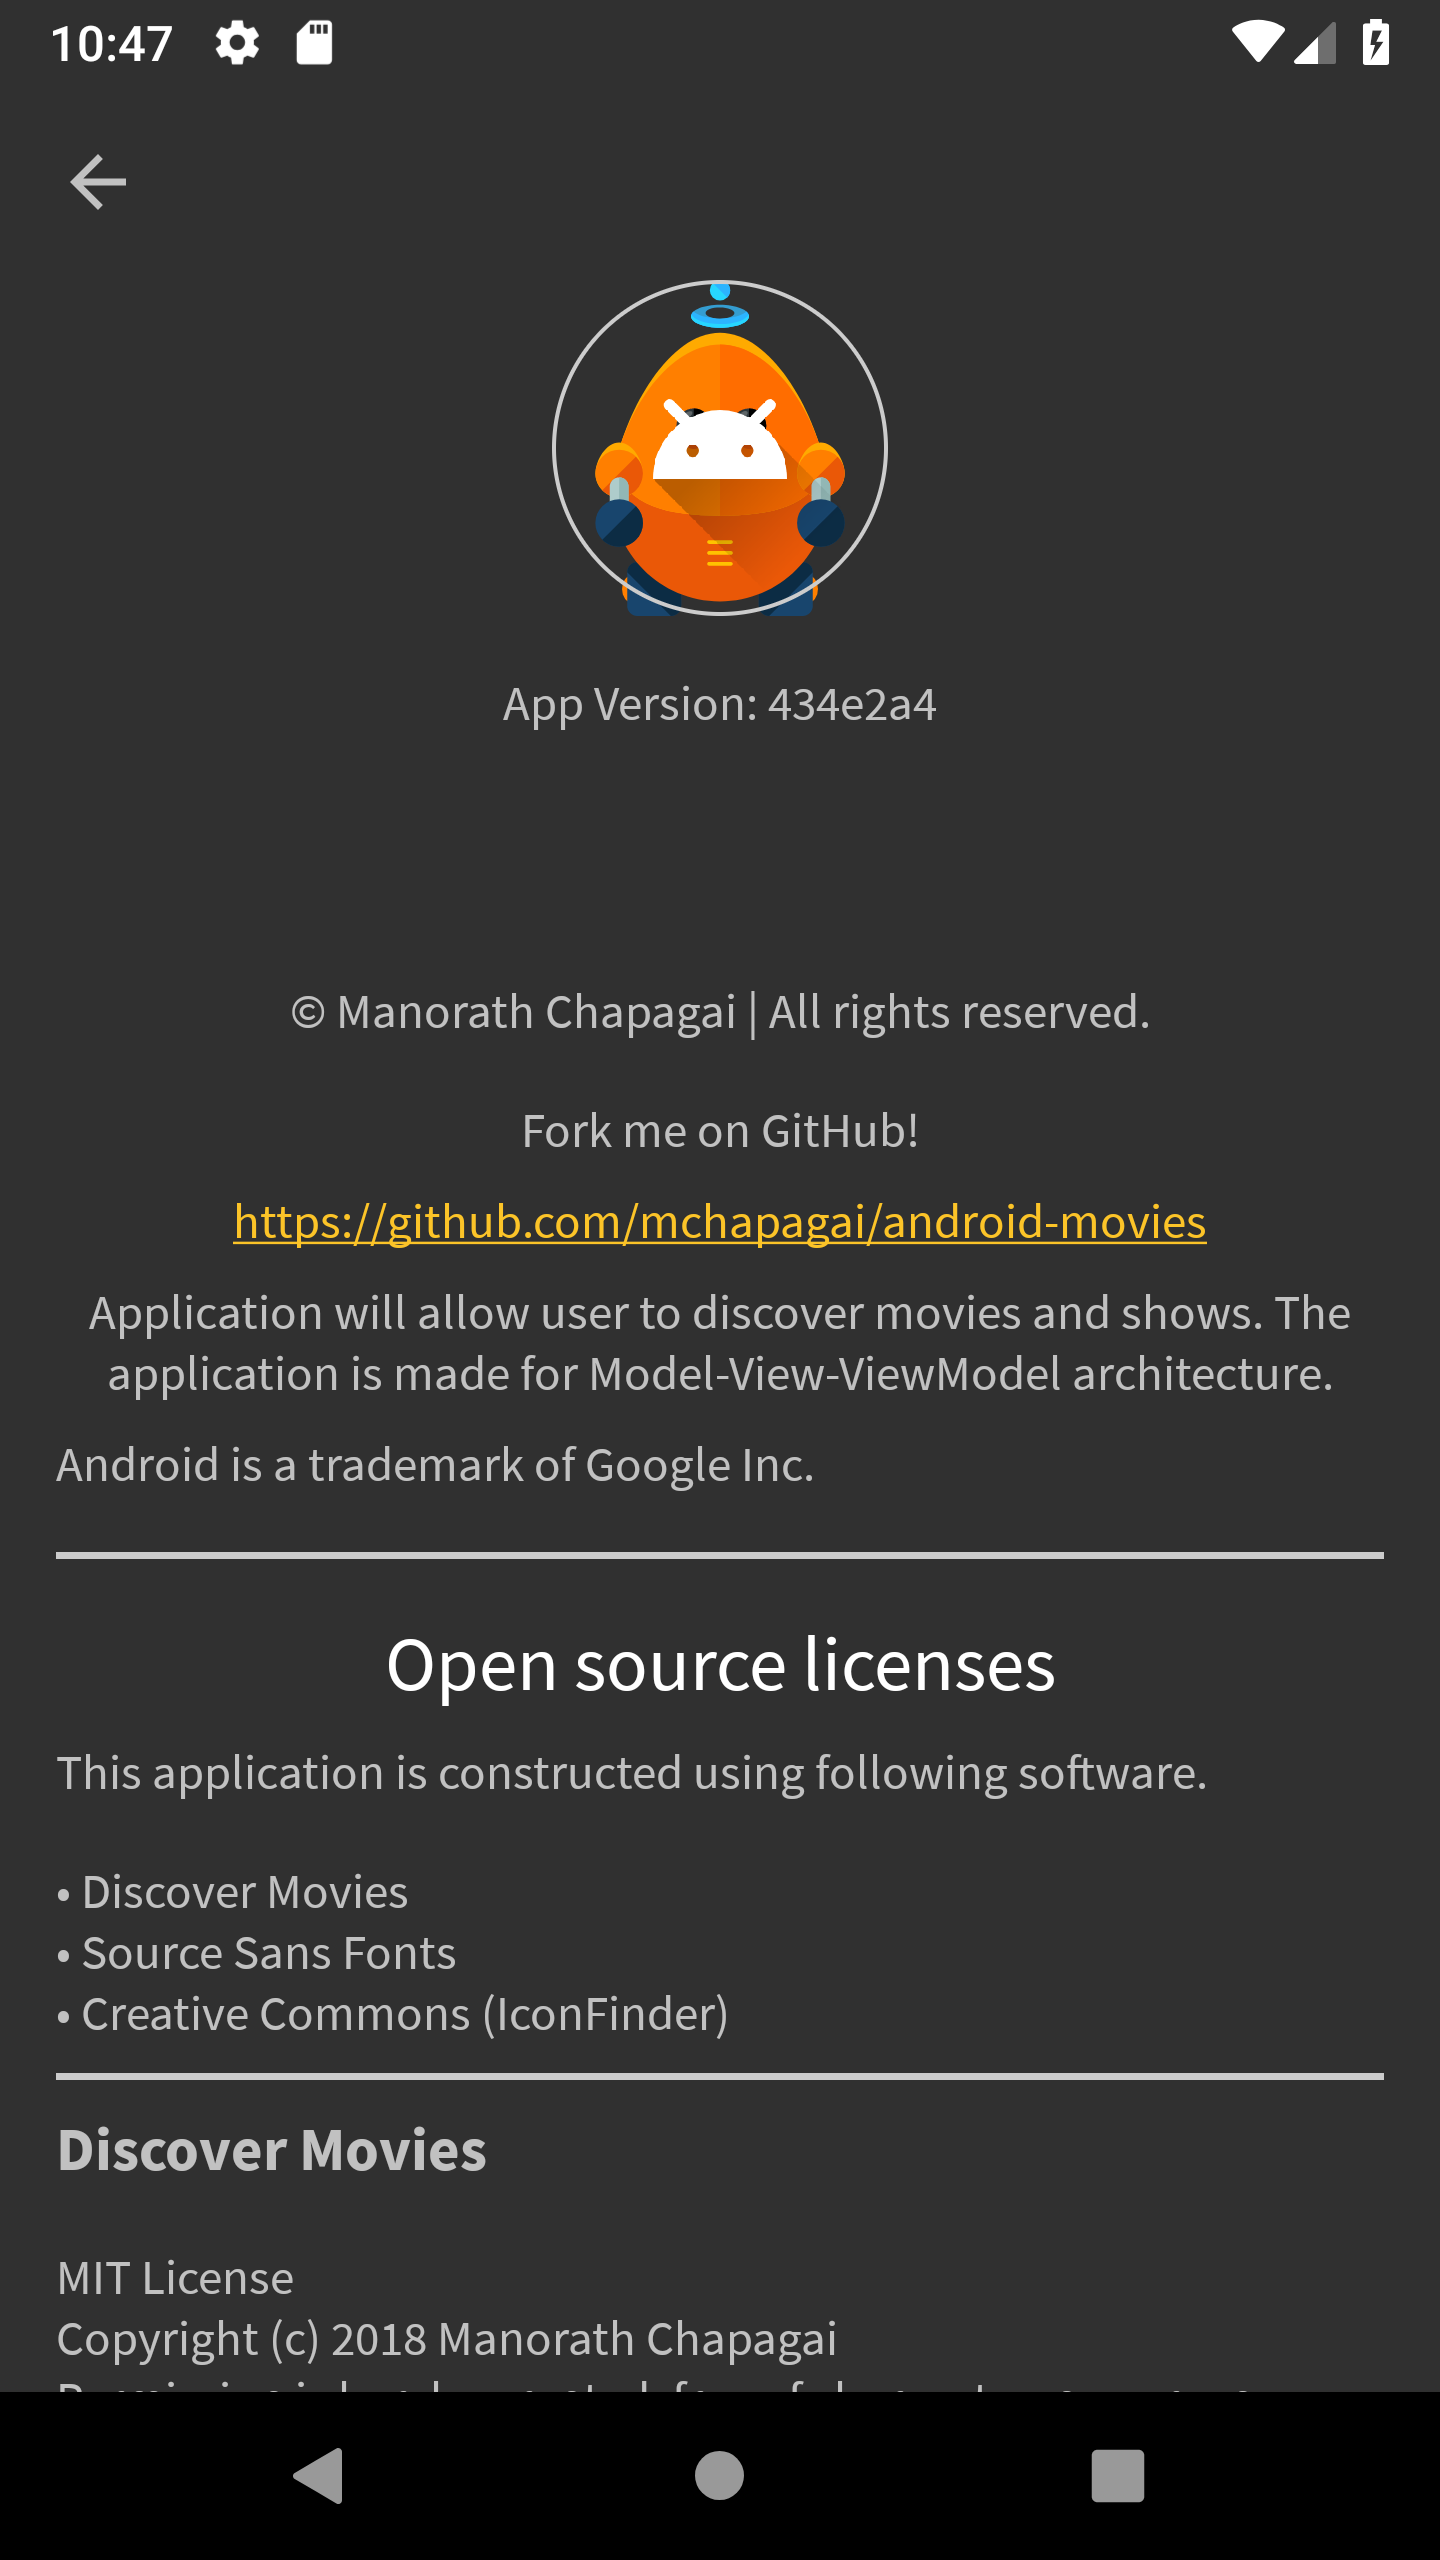 10:47
App Version: 434e2a4
© Manorath Chapagai | All rights reserved.
Fork me on GitHub!
https://github.com/mchapagai/android-movies
Application will allow user to discover movies and shows. The
application is made for Model-View-ViewModel architecture.
Android is a trademark of Google Inc.
Open source licenses
This application is constructed using following software.
• Discover Movies
• Source Sans Fonts
• Creative Commons (IconFinder)
Discover Movies
MIT License
Copyright (c) 2018 Manorath Chapagai